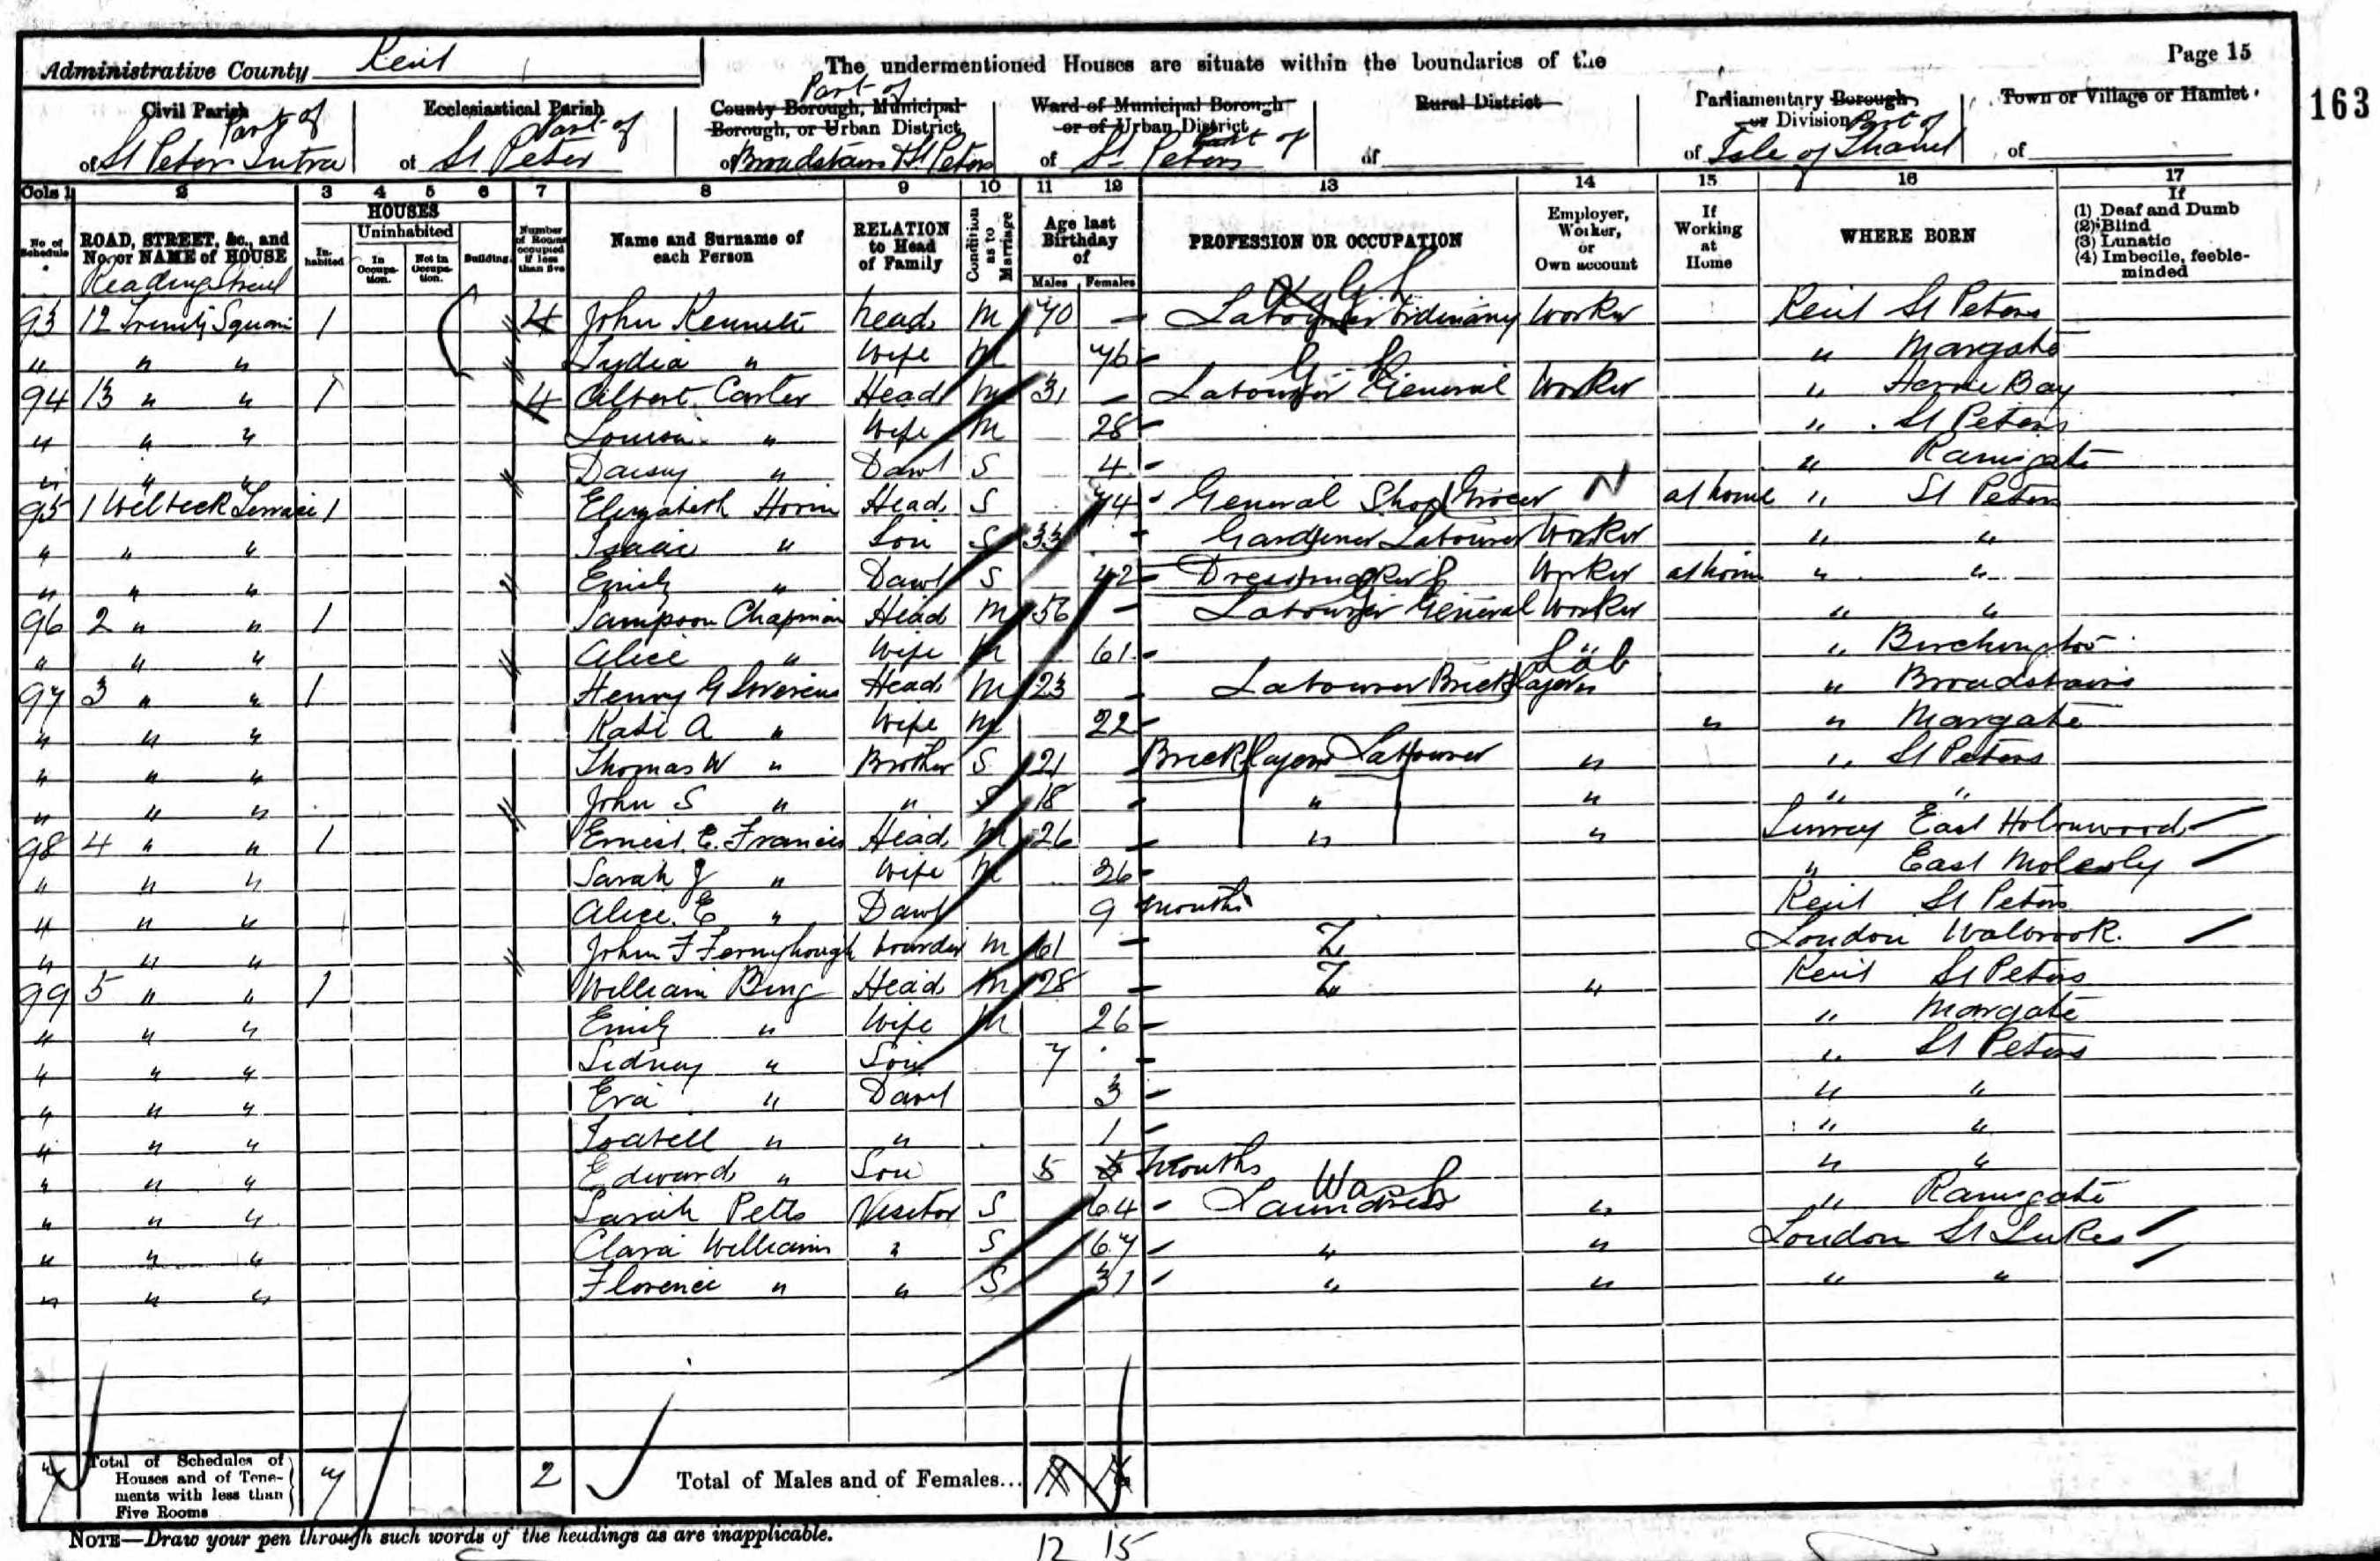 Administrative County Kent
The undermentioned Houses are situate within the boundaries of the
Page 15
163
Civil Parish of Part of St Peter Intra
Ecclesiastical Parish of Part of St Peter
County Borough, Municipal Borough, or Urban District of Part of Broadstairs & St Peters
Ward of Municipal Borough or of Urban District of Part of St Peters
Rural District of
Parliamentary Borough or Division of Part of Isle of Thanet
Town or Village or Hamlet of
Cols 1 2 3 4 5 6 7 8 9 10 11 12 13 14 15 16 17
No. of Schedule
ROAD, STREET, &c., and No. or NAME of HOUSE
HOUSES
Inhabited
Uninhabited
In Occupation.
Not in Occupation.
Building.
Number of Rooms occupied if less than five
Name and Surname of each Person
RELATION to Head of Family
Condition as to Marriage
Age last Birthday of
Males Females
PROFESSION OR OCCUPATION
Employer, Worker, or Own account
If Working at Home
WHERE BORN
If
(1) Deaf and Dumb
(2) Blind
(3) Lunatic
(4) Imbecile, feeble-minded
Reading Street
93 12 Trinity Square 1 4 John Kennett head M 70 – Labourer Ordinary Worker Kent St Peters
" " " Lydia " Wife M 76 – " Margate
94 13 " " 1 4 Albert Carter Head M 31 – Labourer General Worker " Herne Bay
" " " Louisa " Wife M 28 – " St Peters
" " " Daisy " Dawt S 4 – " Ramsgate
95 1 Welbeck Terrace 1 Elizabeth Head S 74 – General Shop Grocer N at home " St Peters
" " " Isaac " Son S 33 – Gardener Labourer Worker " "
" " " Emily " Dawt S 42 – Dressmaker Worker at home " "
96 2 " " 1 Sampson Chapman Head M 56 – Labourer General Worker " "
" " " Alice " Wife M 61 – " " Birchington
97 3 " " 1 Henry G Head M 23 – Labourer Bricklayers Lab " " Broadstairs
" " " Kate A " Wife M 22 – " " Margate
" " " Thomas W " Brother S 21 Bricklayers Labourer " " St Peters
" " " John S " " S 18 – " " " "
98 4 " " 1 Ernest E. Francis Head M 26 – " " Surrey East Holmwood
" " " Sarah J " Wife M 26 – " East Molesly
" " " Alice E " Dawt 9 months Kent St Peters
" " " John F Fernyhough boarder M 61 – London Walbrook
99 5 " " 1 William Bing Head M 28 – " Kent St Peters
" " " Emily " Wife M 26 – " Margate
" " " Sidney " Son 7 – " St Peters
" " " Eva " Dawt 3 – " "
" " " Isabell " " 1 – " "
" " " Edward " Son 5 months " "
" " " Sarah Petts Visitor S 64 – Laundress Wash " " Ramsgate
" " " Clara Williams " S 67 – " " London St Lukes
" " " Florence " " S 31 – " " " "
7 Total of Schedules of Houses and of Tenements with less than Five Rooms 7 2 Total of Males and of Females...
NOTE—Draw your pen through such words of the headings as are inapplicable.
12 15